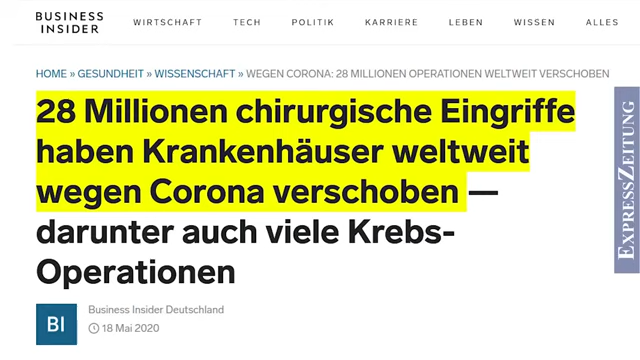 BUSINESS
INSIDER
WIRTSCHAFT TECH POLITIK KARRIERE LEBEN WISSEN ALLES
HOME » GESUNDHEIT » WISSENSCHAFT » WEGEN CORONA: 28 MILLIONEN OPERATIONEN WELTWEIT VERSCHOBEN
28 Millionen chirurgische Eingriffe
haben Krankenhäuser weltweit
wegen Corona verschoben —
darunter auch viele Krebs-
Operationen
EXPRESSZEITUNG
BI
Business Insider Deutschland
18 Mai 2020